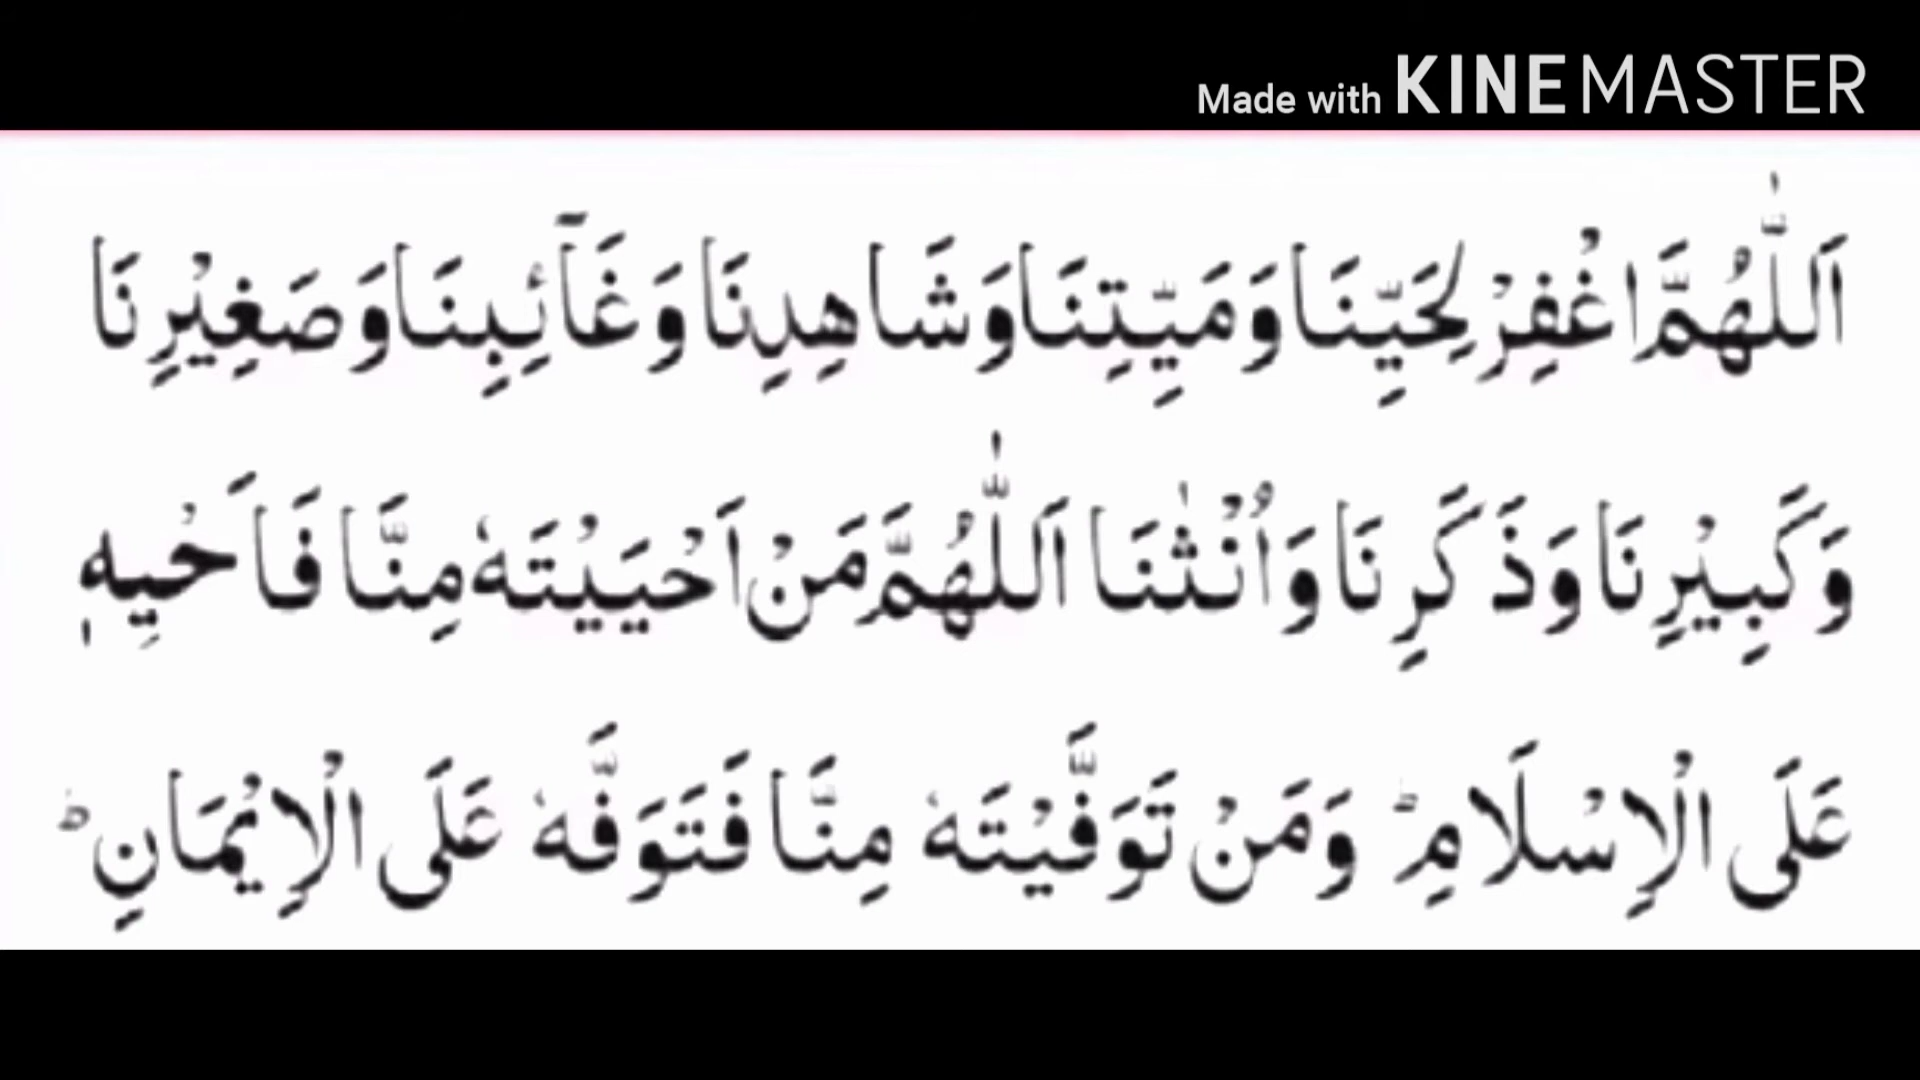 Made with KINEMASTER
اَللّٰهُمَّ اغْفِرْ لِحَيِّنَا وَمَيِّتِنَا وَشَاهِدِنَا وَغَآئِبِنَا وَصَغِيْرِنَا
وَكَبِيْرِنَا وَذَكَرِنَا وَاُنْثٰنَا اَللّٰهُمَّ مَنْ اَحْيَيْتَهٗ مِنَّا فَاَحْيِهٖ
عَلَى الْاِسْلَامِؕ وَمَنْ تَوَفَّيْتَهٗ مِنَّا فَتَوَفَّهٗ عَلَى الْاِيْمَانِؕ